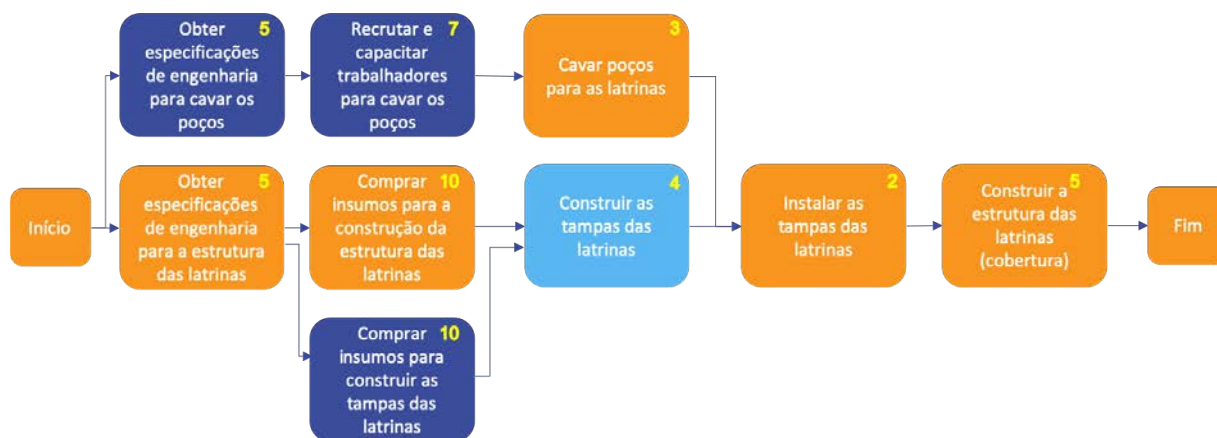 Obter 5
especificações
de engenharia
para cavar os
poços
Recrutar e 7
capacitar
trabalhadores
para cavar os
poços
3
Cavar poços
para as latrinas
Início
Obter 5
especificações
de engenharia
para a estrutura
das latrinas
Comprar 10
insumos para a
construção da
estrutura das
latrinas
4
Construir as
tampas das
latrinas
2
Instalar as
tampas das
latrinas
5
Construir a
estrutura das
latrinas
(cobertura)
Fim
Comprar 10
insumos para
construir as
tampas das
latrinas